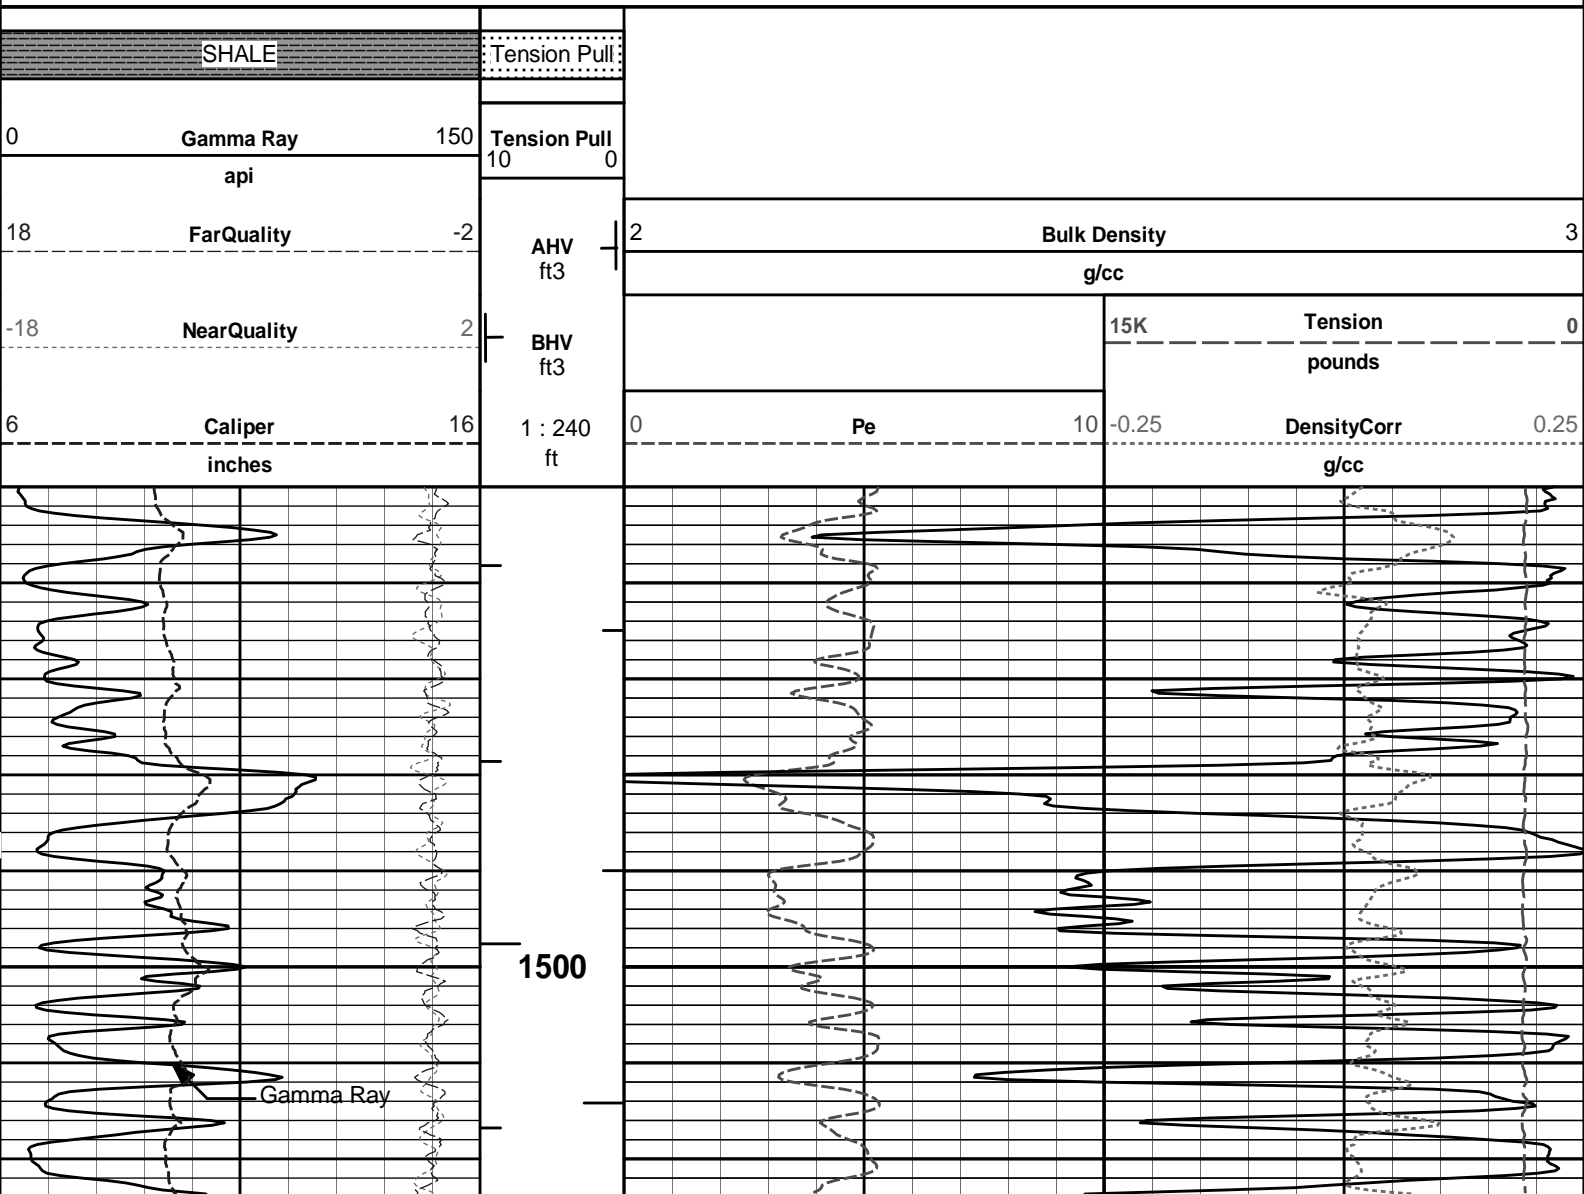 SHALE Tension Pull
0 Gamma Ray 150 Tension Pull
10 0
api
18 FarQuality -2 AHV 2 Bulk Density 3
ft3 g/cc
-18 NearQuality 2 BHV 15K Tension 0
ft3 pounds
6 Caliper 16 1 : 240 0 Pe 10 -0.25 DensityCorr 0.25
inches ft g/cc
1500
Gamma Ray